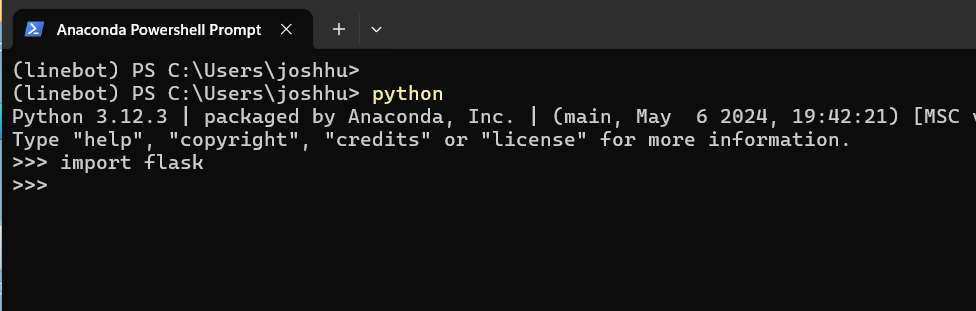 Anaconda Powershell Prompt
(linebot) PS C:\Users\joshhu>
(linebot) PS C:\Users\joshhu> python
Python 3.12.3 | packaged by Anaconda, Inc. | (main, May  6 2024, 19:42:21) [MSC
Type "help", "copyright", "credits" or "license" for more information.
>>> import flask
>>>